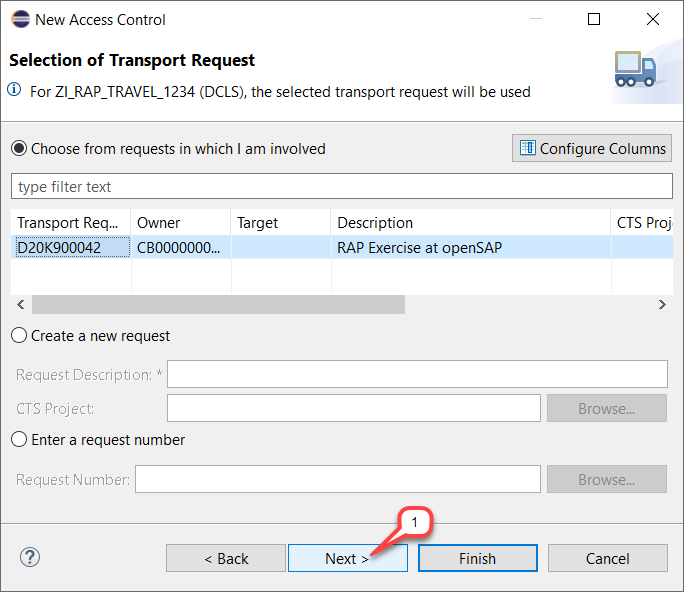 New Access Control
Selection of Transport Request
For ZI_RAP_TRAVEL_1234 (DCLS), the selected transport request will be used
Choose from requests in which I am involved
Configure Columns
type filter text
Transport Req... Owner Target Description CTS Proj
D20K900042 CB0000000... RAP Exercise at openSAP
Create a new request
Request Description: *
CTS Project:
Browse...
Enter a request number
Request Number:
Browse...
1
? < Back Next > Finish Cancel